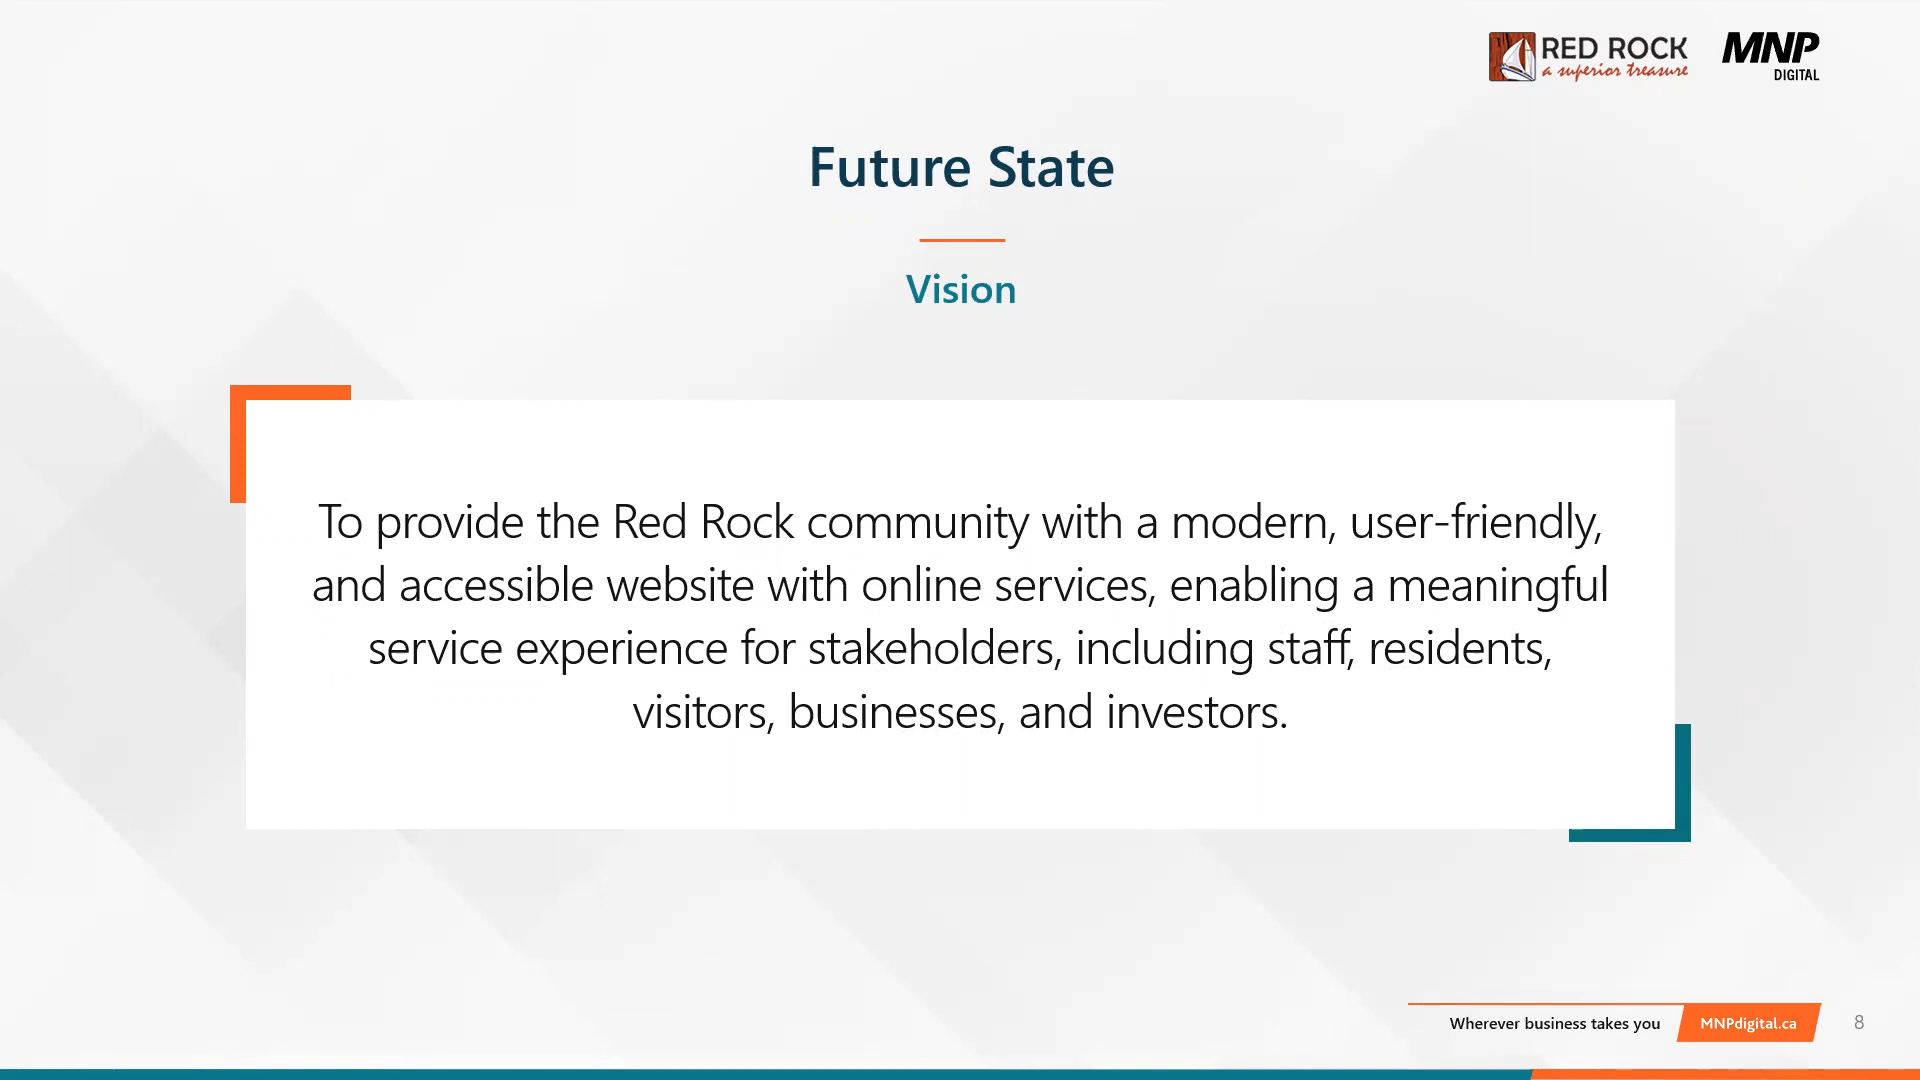 RED ROCK
a superior treasure
MNP
DIGITAL
Future State
Vision
To provide the Red Rock community with a modern, user-friendly,
and accessible website with online services, enabling a meaningful
service experience for stakeholders, including staff, residents,
visitors, businesses, and investors.
Wherever business takes you
MNPdigital.ca
8